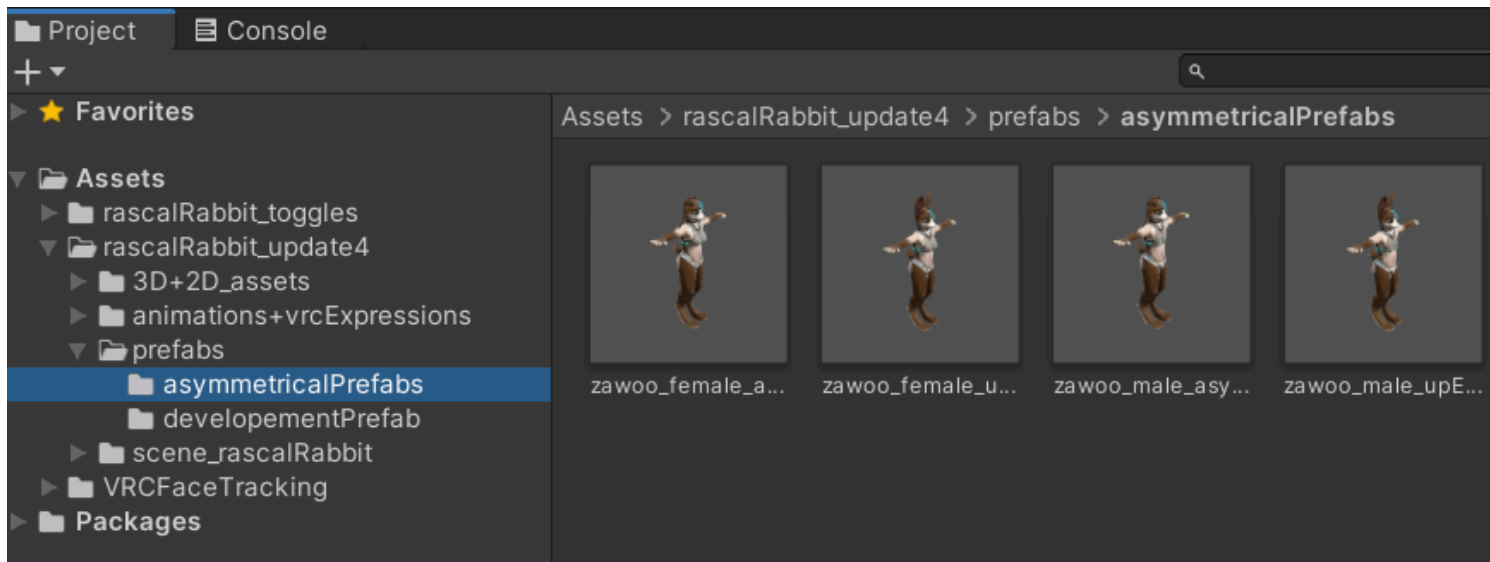 Project
Console
Favorites
Assets > rascalRabbit_update4 > prefabs > asymmetricalPrefabs
Assets
rascalRabbit_toggles
rascalRabbit_update4
3D+2D_assets
animations+vrcExpressions
prefabs
asymmetricalPrefabs
developementPrefab
scene_rascalRabbit
VRCFaceTracking
Packages
zawoo_female_a...
zawoo_female_u...
zawoo_male_asy...
zawoo_male_upE...